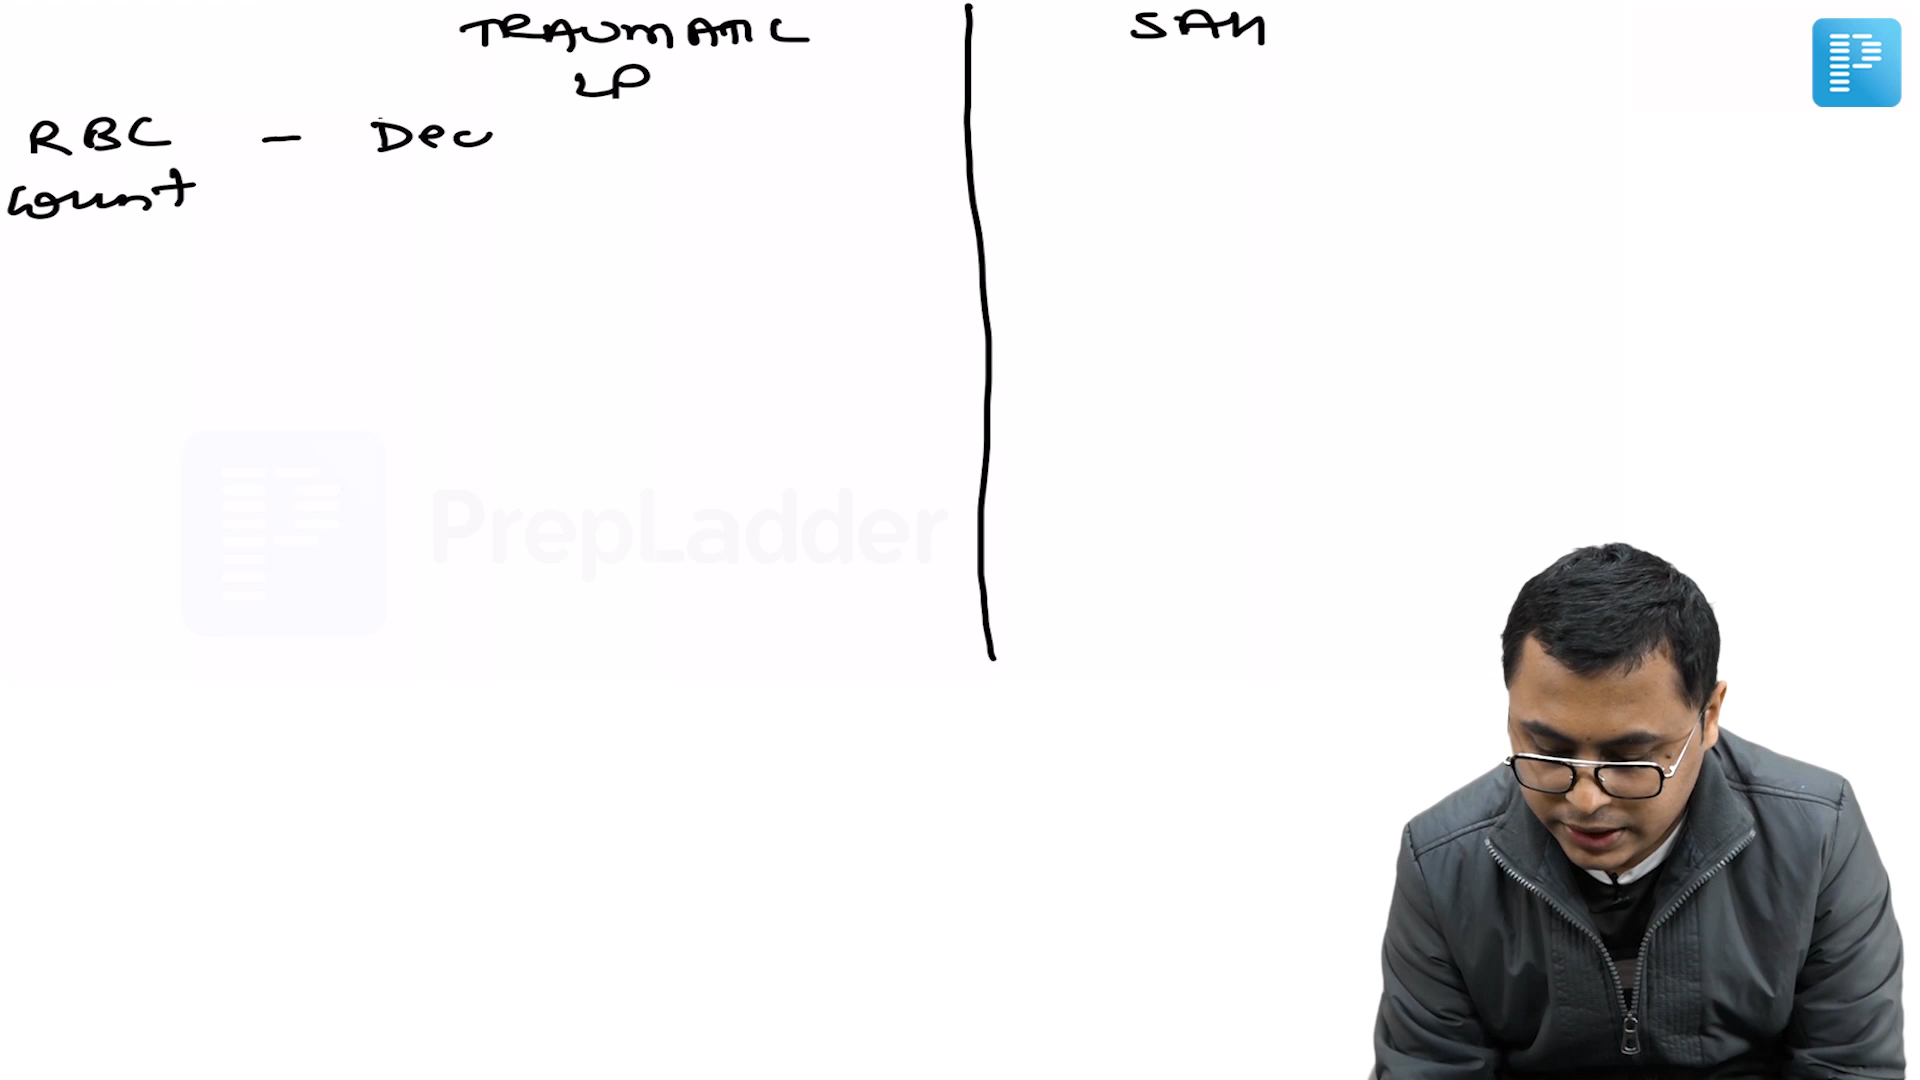 TRAUMATIC
LP
SAH
RBC - Dec
count
PrepLadder